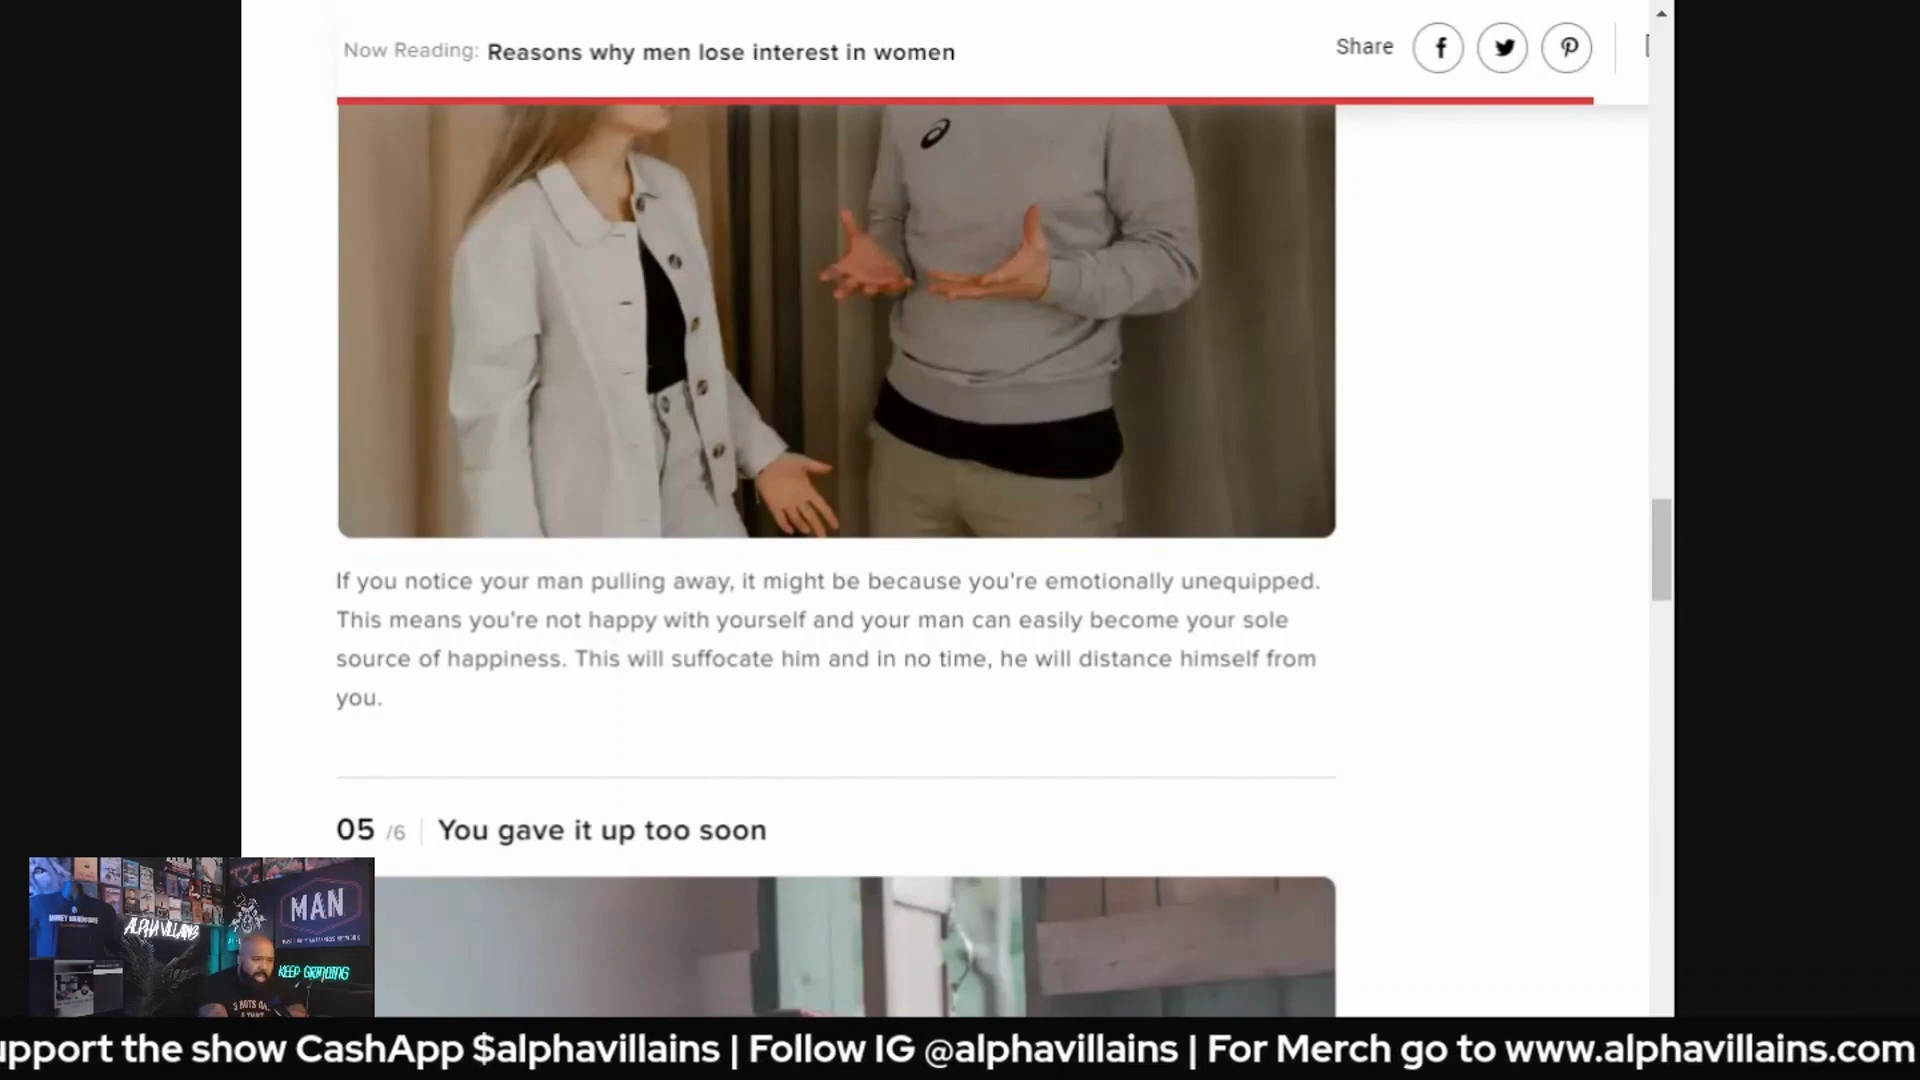 Now Reading: Reasons why men lose interest in women
Share
If you notice your man pulling away, it might be because you're emotionally unequipped.
This means you're not happy with yourself and your man can easily become your sole
source of happiness. This will suffocate him and in no time, he will distance himself from
you.
05 /6 You gave it up too soon
MAN
ALPHA VILLAINS
KEEP GRINDING
upport the show CashApp $alphavillains | Follow IG @alphavillains | For Merch go to www.alphavillains.com